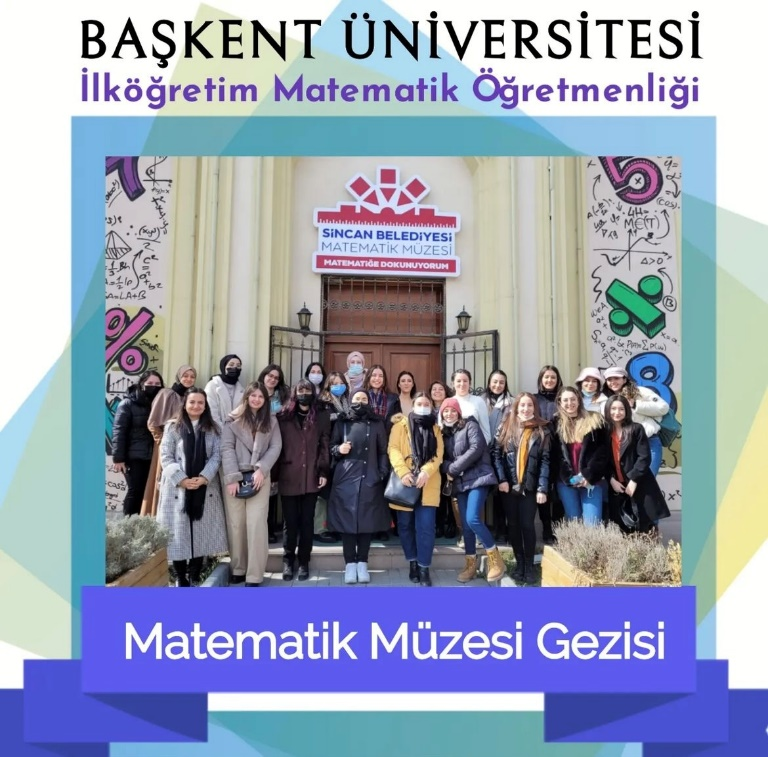 BAŞKENT ÜNİVERSİTESİ
İlköğretim Matematik Öğretmenliği
SİNCAN BELEDİYESİ
MATEMATİK MÜZESİ
MATEMATİĞE DOKUNUYORUM
Matematik Müzesi Gezisi